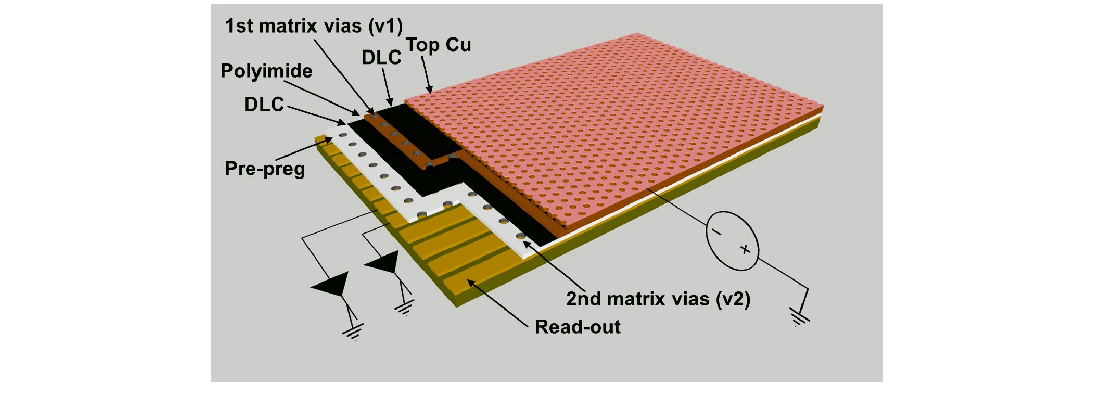 1st matrix vias (v1)
Top Cu
DLC
Polyimide
DLC
Pre-preg
-
+
2nd matrix vias (v2)
Read-out